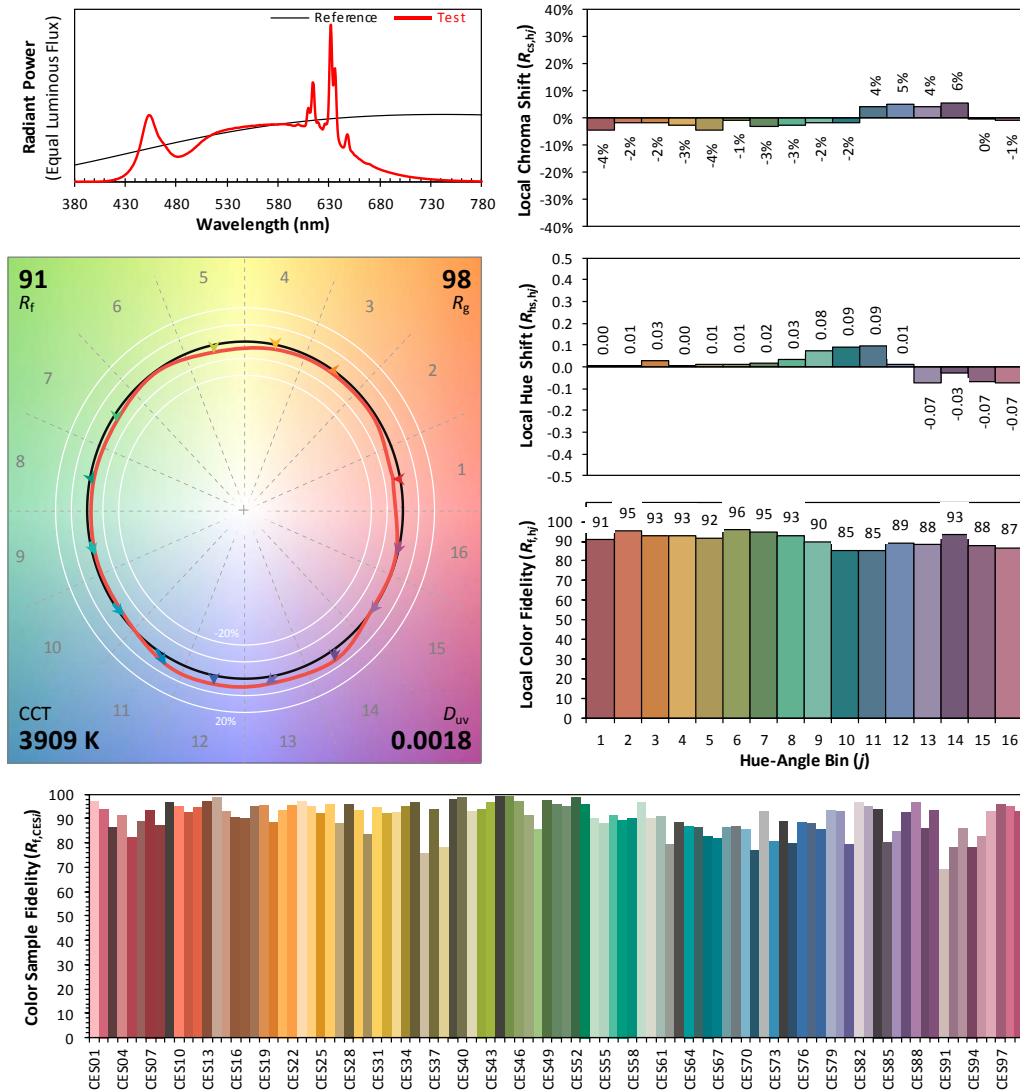 Reference
Test
Radiant Power
(Equal Luminous Flux)
380 430 480 530 580 630 680 730 780
Wavelength (nm)
40%
30%
20%
10%
0%
-10%
-20%
-30%
-40%
Local Chroma Shift (Rcs,hj)
-4% -2% -2% -3% -4% -1% -3% -3% -2% -2% 4% 5% 4% 6% 0% -1%
91
Rf
98
Rg
5 4
6 3
7 2
8 1
9 16
10 15
11 14
12 13
-20%
20%
CCT
3909 K
Duv
0.0018
0.5
0.4
0.3
0.2
0.1
0.0
-0.1
-0.2
-0.3
-0.4
-0.5
Local Hue Shift (Rhs,hj)
0.00 0.01 0.03 0.00 0.01 0.01 0.02 0.03 0.08 0.09 0.09 0.01 -0.07 -0.03 -0.07 -0.07
100
90
80
70
60
50
40
30
20
10
0
Local Color Fidelity (Rf,hj)
91 95 93 93 92 96 95 93 90 85 85 89 88 93 88 87
1 2 3 4 5 6 7 8 9 10 11 12 13 14 15 16
Hue-Angle Bin (j)
100
90
80
70
60
50
40
30
20
10
0
Color Sample Fidelity (Rf,CESi)
CES01 CES04 CES07 CES10 CES13 CES16 CES19 CES22 CES25 CES28 CES31 CES34 CES37 CES40 CES43 CES46 CES49 CES52 CES55 CES58 CES61 CES64 CES67 CES70 CES73 CES76 CES79 CES82 CES85 CES88 CES91 CES94 CES97